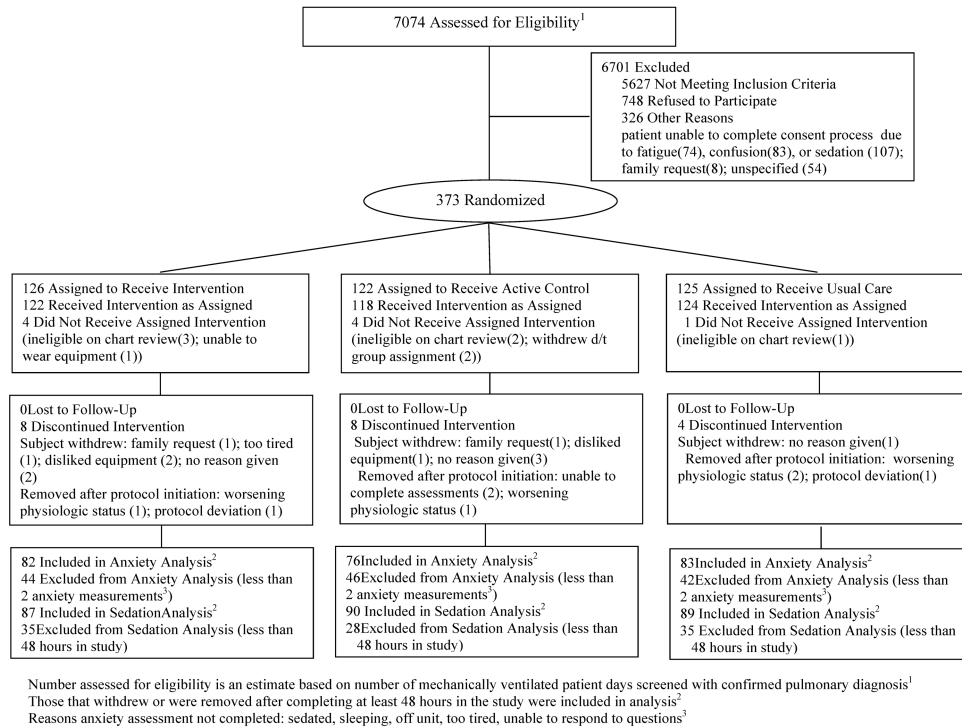 7074 Assessed for Eligibility1
6701 Excluded
5627 Not Meeting Inclusion Criteria
748 Refused to Participate
326 Other Reasons
patient unable to complete consent process due
to fatigue(74), confusion(83), or sedation (107);
family request(8); unspecified (54)
373 Randomized
126 Assigned to Receive Intervention
122 Received Intervention as Assigned
4 Did Not Receive Assigned Intervention
(ineligible on chart review(3); unable to
wear equipment (1))
122 Assigned to Receive Active Control
118 Received Intervention as Assigned
4 Did Not Receive Assigned Intervention
(ineligible on chart review(2); withdrew d/t
group assignment (2))
125 Assigned to Receive Usual Care
124 Received Intervention as Assigned
1 Did Not Receive Assigned Intervention
(ineligible on chart review(1))
0Lost to Follow-Up
8 Discontinued Intervention
Subject withdrew: family request (1); too tired
(1); disliked equipment (2); no reason given
(2)
Removed after protocol initiation: worsening
physiologic status (1); protocol deviation (1)
0Lost to Follow-Up
8 Discontinued Intervention
Subject withdrew: family request(1); disliked
equipment(1); no reason given(3)
Removed after protocol initiation: unable to
complete assessments (2); worsening
physiologic status (1)
0Lost to Follow-Up
4 Discontinued Intervention
Subject withdrew: no reason given(1)
Removed after protocol initiation: worsening
physiologic status (2); protocol deviation(1)
82 Included in Anxiety Analysis2
44 Excluded from Anxiety Analysis (less than
2 anxiety measurements3)
87 Included in SedationAnalysis2
35Excluded from Sedation Analysis (less than
48 hours in study)
76Included in Anxiety Analysis2
46Excluded from Anxiety Analysis (less than
2 anxiety measurements3)
90 Included in Sedation Analysis2
28Excluded from Sedation Analysis (less than
48 hours in study)
83Included in Anxiety Analysis2
42Excluded from Anxiety Analysis (less than
2 anxiety measurements3)
89 Included in Sedation Analysis2
35 Excluded from Sedation Analysis (less than
48 hours in study)
Number assessed for eligibility is an estimate based on number of mechanically ventilated patient days screened with confirmed pulmonary diagnosis1
Those that withdrew or were removed after completing at least 48 hours in the study were included in analysis2
Reasons anxiety assessment not completed: sedated, sleeping, off unit, too tired, unable to respond to questions3